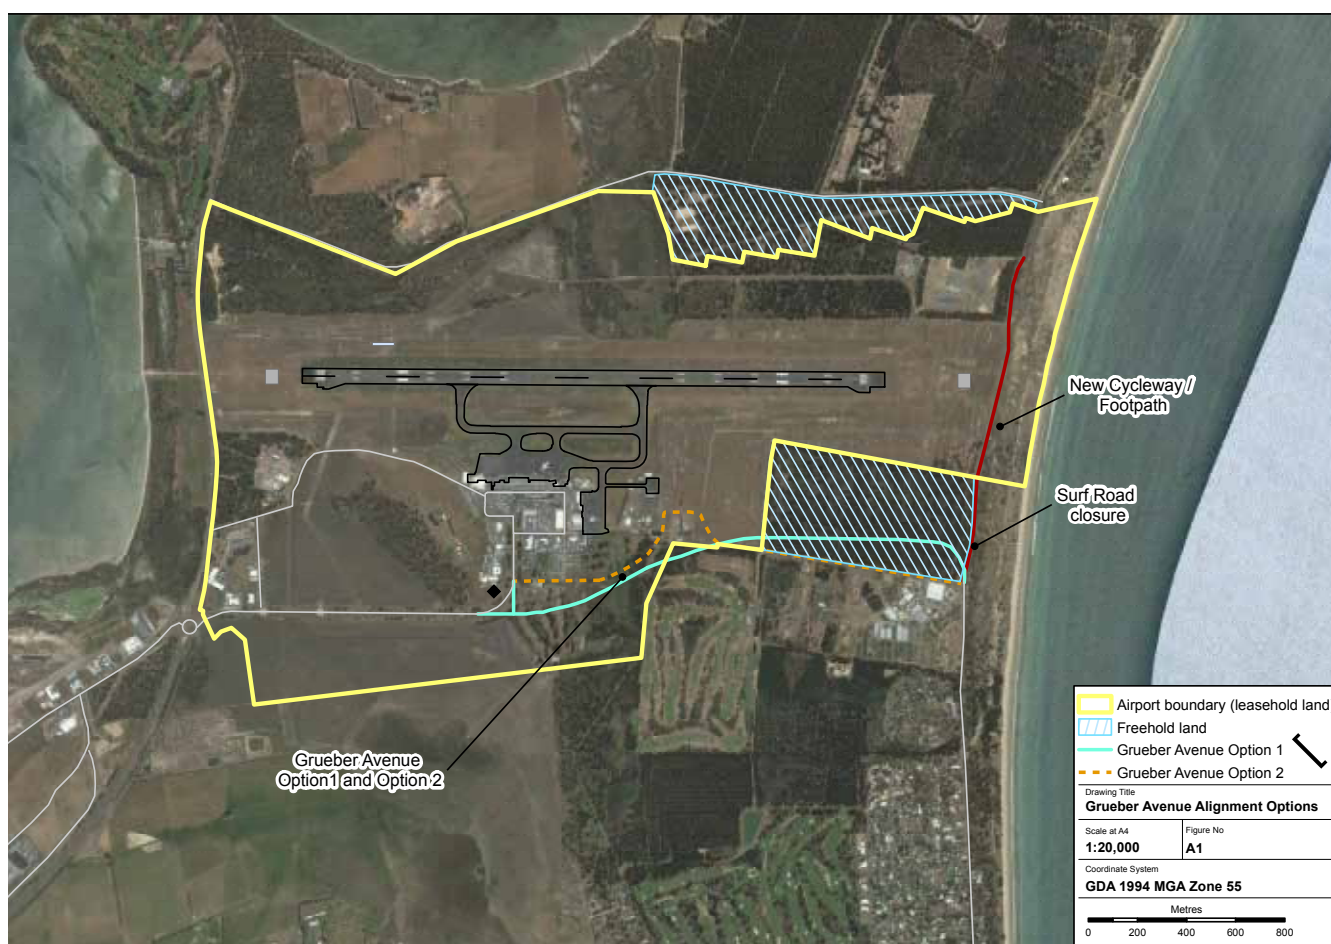 New Cycleway /
Footpath
Surf Road
closure
Grueber Avenue
Option1 and Option 2
Airport boundary (leasehold land
Freehold land
Grueber Avenue Option 1
Grueber Avenue Option 2
Drawing Title
Grueber Avenue Alignment Options
Scale at A4
1:20,000
Figure No
A1
Coordinate System
GDA 1994 MGA Zone 55
Metres
0 200 400 600 800